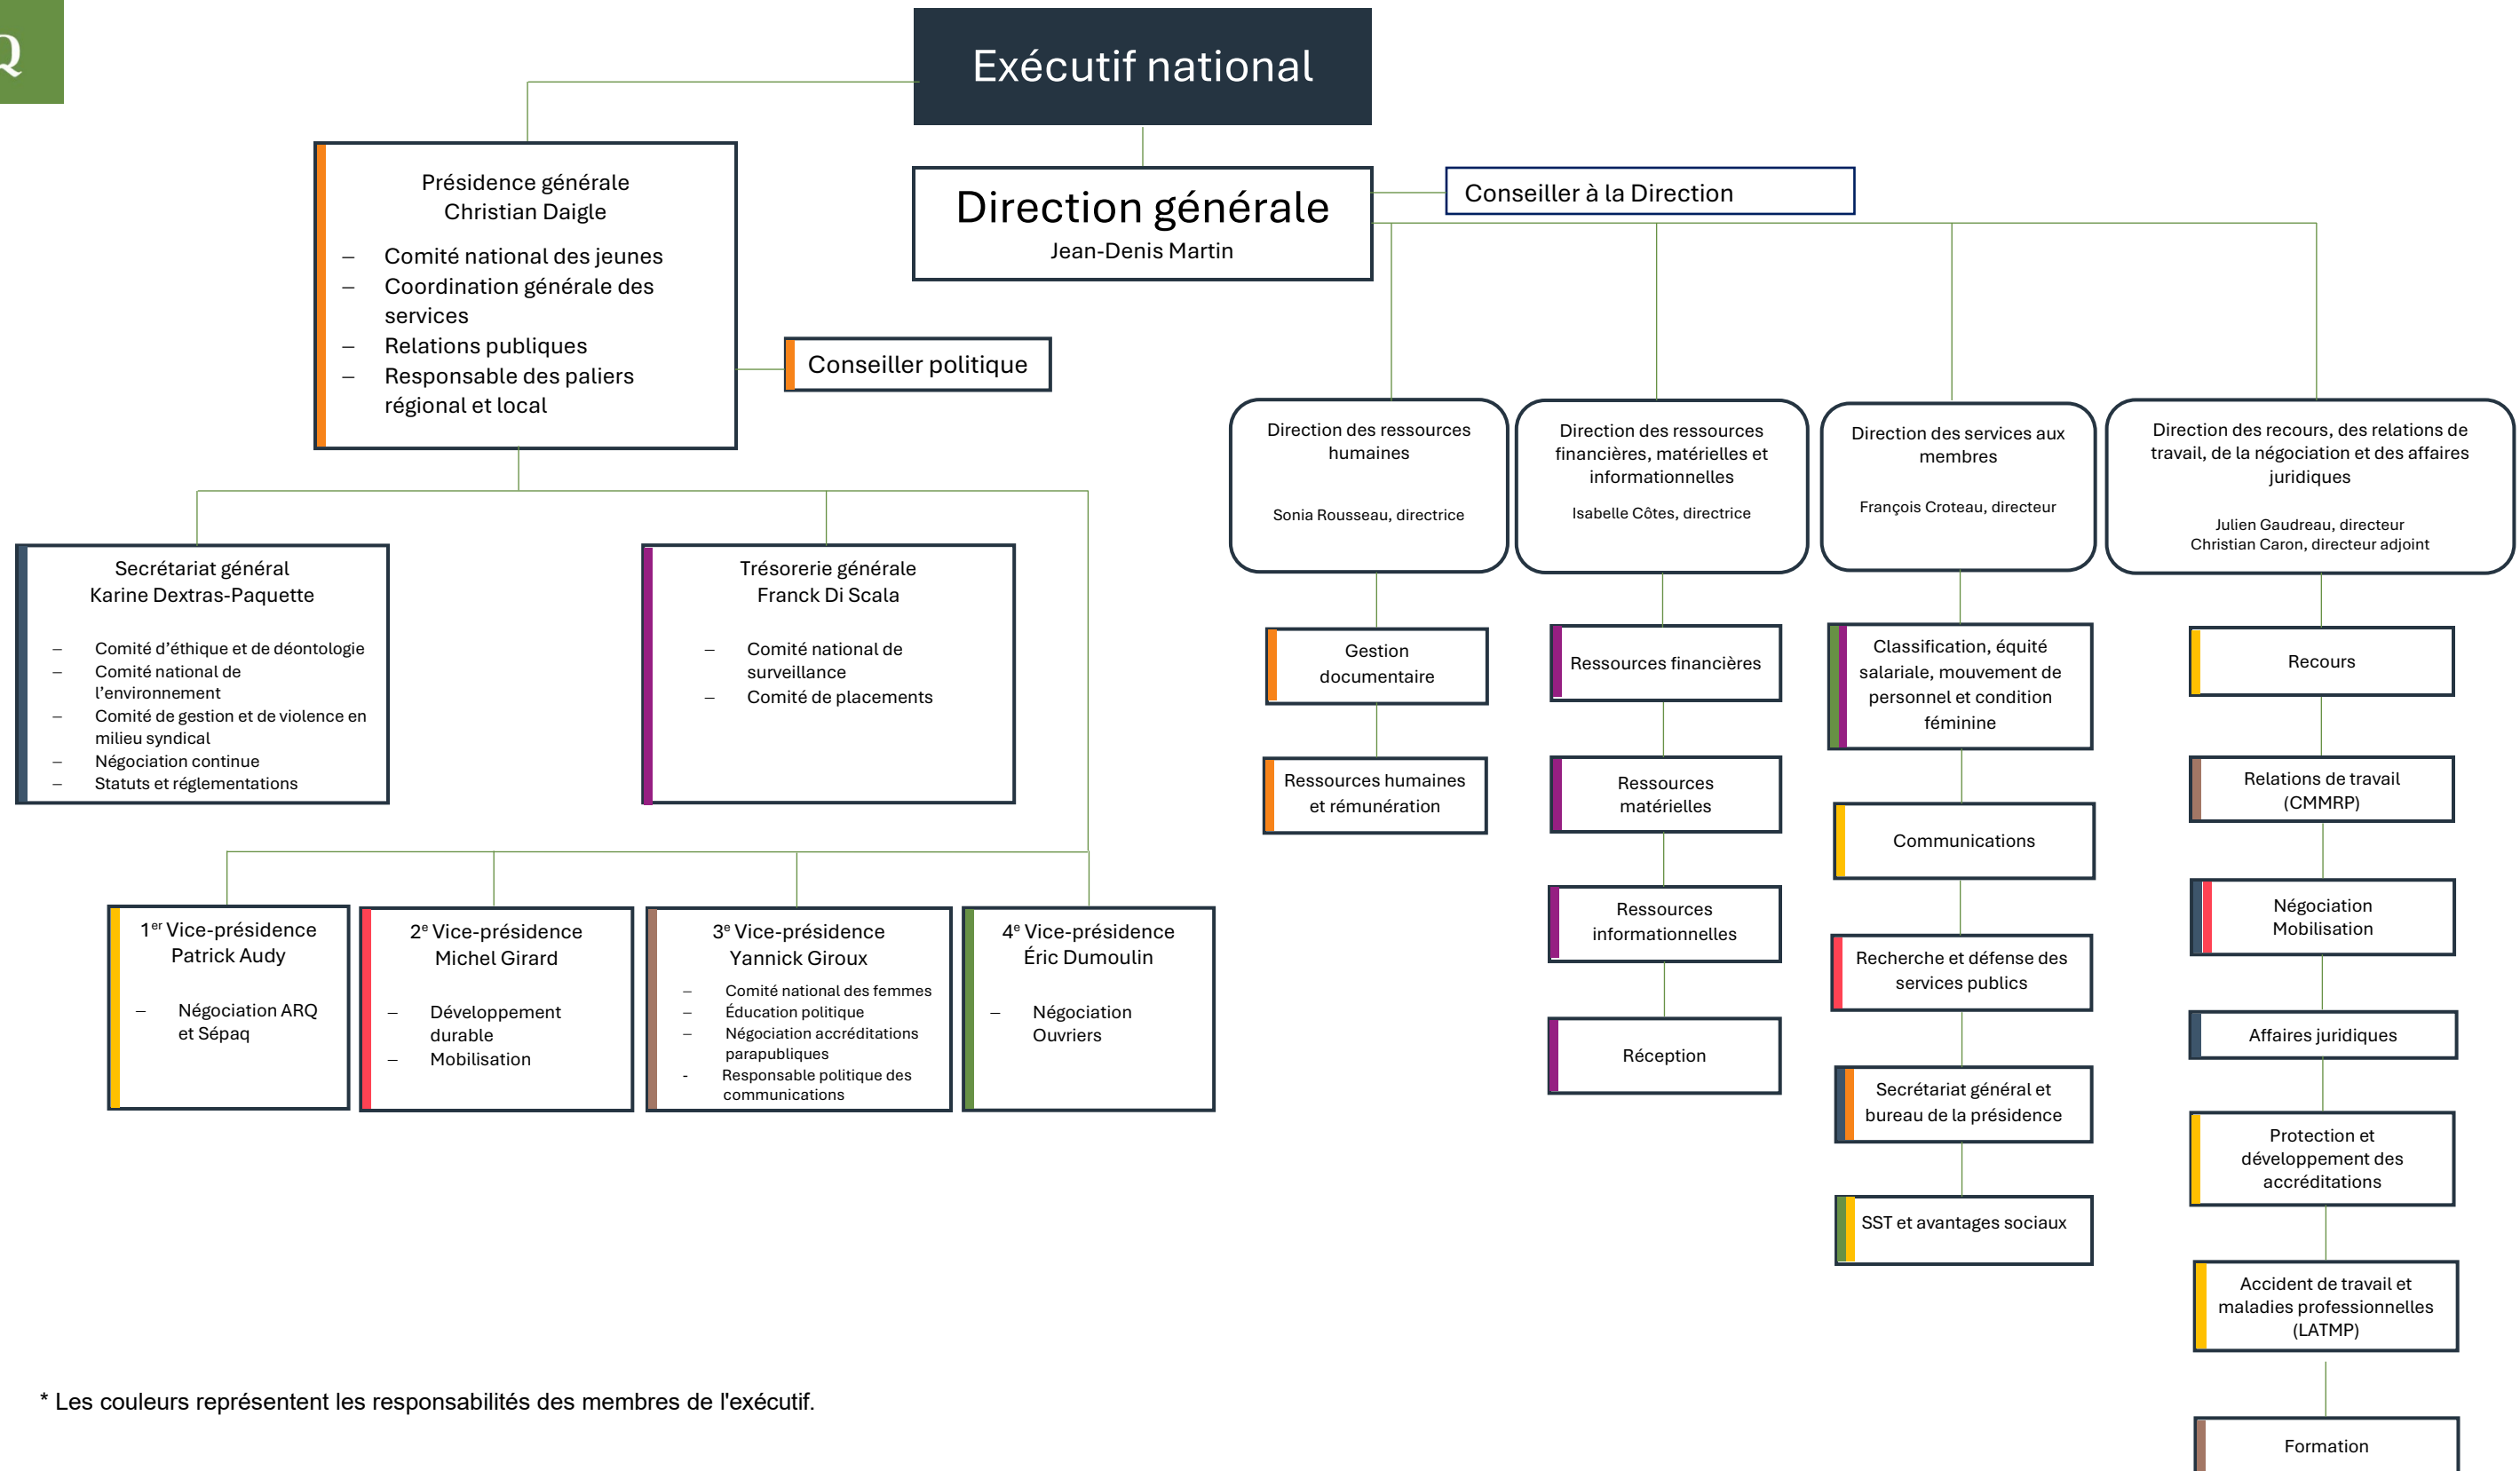 Q
Exécutif national
Présidence générale
Christian Daigle
– Comité national des jeunes
– Coordination générale des
services
– Relations publiques
– Responsable des paliers
régional et local
Direction générale
Jean-Denis Martin
Conseiller à la Direction
Conseiller politique
Secrétariat général
Karine Dextras-Paquette
– Comité d’éthique et de déontologie
– Comité national de
l’environnement
– Comité de gestion et de violence en
milieu syndical
– Négociation continue
– Statuts et réglementations
Trésorerie générale
Franck Di Scala
– Comité national de
surveillance
– Comité de placements
1er Vice-présidence
Patrick Audy
– Négociation ARQ
et Sépaq
2e Vice-présidence
Michel Girard
– Développement
durable
– Mobilisation
3e Vice-présidence
Yannick Giroux
– Comité national des femmes
– Éducation politique
– Négociation accréditations
parapubliques
- Responsable politique des
communications
4e Vice-présidence
Éric Dumoulin
– Négociation
Ouvriers
Direction des ressources
humaines
Sonia Rousseau, directrice
Gestion
documentaire
Ressources humaines
et rémunération
Direction des ressources
financières, matérielles et
informationnelles
Isabelle Côtes, directrice
Ressources financières
Ressources
matérielles
Ressources
informationnelles
Réception
Direction des services aux
membres
François Croteau, directeur
Classification, équité
salariale, mouvement de
personnel et condition
féminine
Communications
Recherche et défense des
services publics
Secrétariat général et
bureau de la présidence
SST et avantages sociaux
Direction des recours, des relations de
travail, de la négociation et des affaires
juridiques
Julien Gaudreau, directeur
Christian Caron, directeur adjoint
Recours
Relations de travail
(CMMRP)
Négociation
Mobilisation
Affaires juridiques
Protection et
développement des
accréditations
Accident de travail et
maladies professionnelles
(LATMP)
Formation
* Les couleurs représentent les responsabilités des membres de l'exécutif.